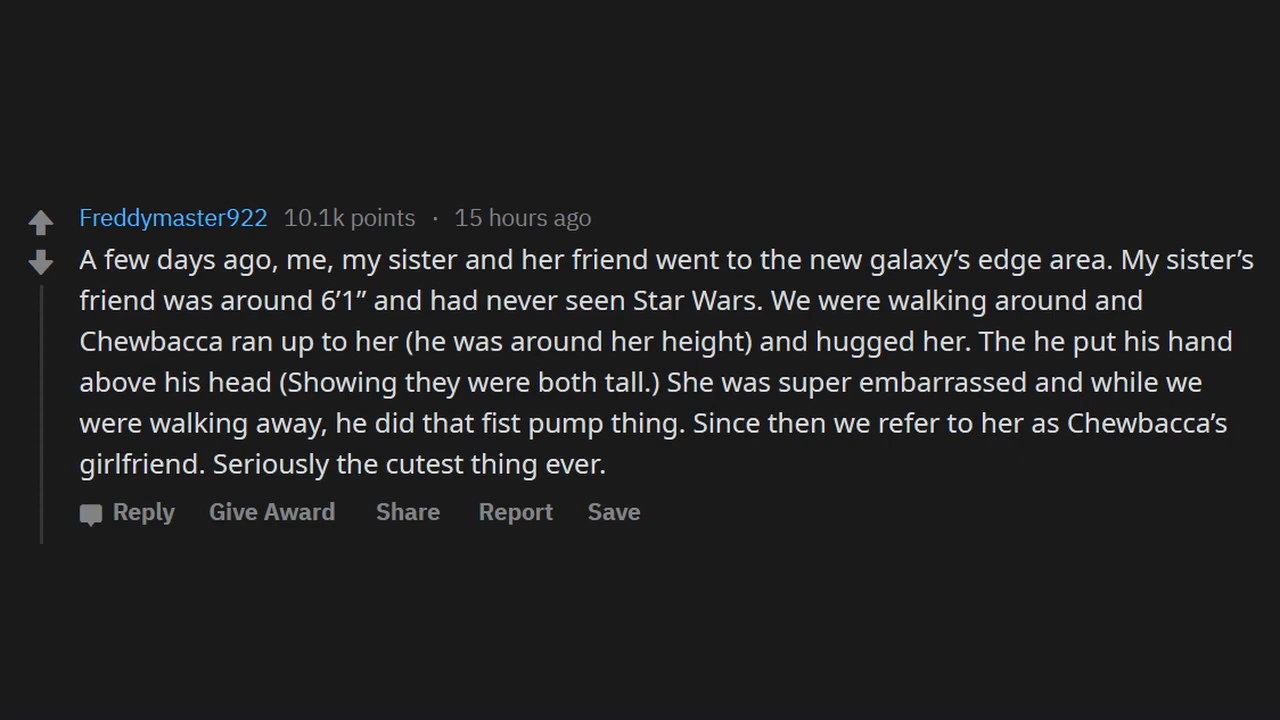 Freddymaster922 10.1k points · 15 hours ago
A few days ago, me, my sister and her friend went to the new galaxy’s edge area. My sister’s
friend was around 6’1” and had never seen Star Wars. We were walking around and
Chewbacca ran up to her (he was around her height) and hugged her. The he put his hand
above his head (Showing they were both tall.) She was super embarrassed and while we
were walking away, he did that fist pump thing. Since then we refer to her as Chewbacca’s
girlfriend. Seriously the cutest thing ever.
Reply Give Award Share Report Save